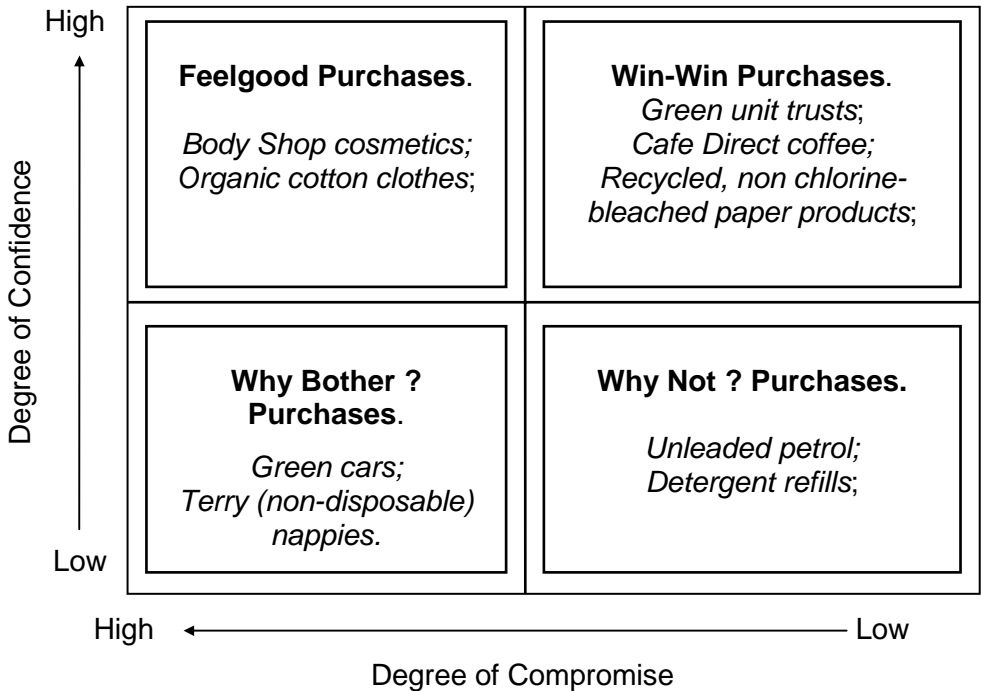 High
Feelgood Purchases.
Body Shop cosmetics;
Organic cotton clothes;
Win-Win Purchases.
Green unit trusts;
Cafe Direct coffee;
Recycled, non chlorine-
bleached paper products;
Degree of Confidence
Why Bother ?
Purchases.
Green cars;
Terry (non-disposable)
nappies.
Why Not ? Purchases.
Unleaded petrol;
Detergent refills;
Low
High
Low
Degree of Compromise